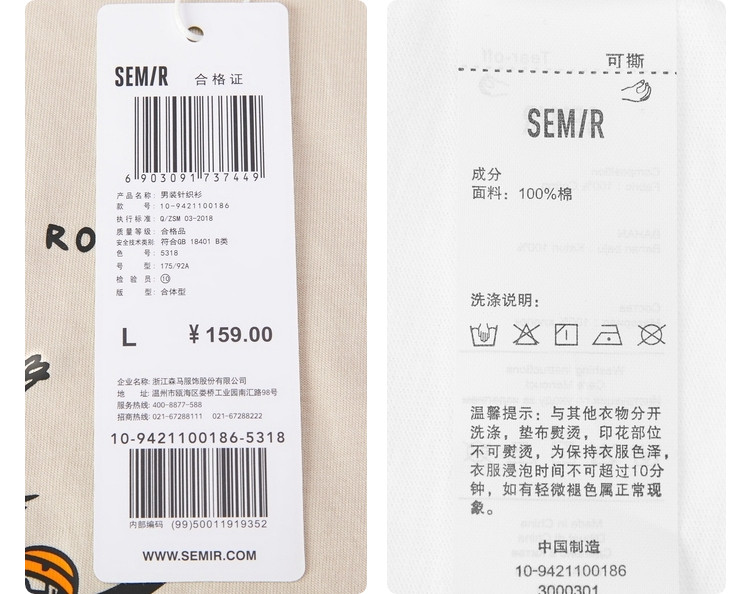 SEM/R 合格证
6 903091 737449
产品名称: 男装针织衫
款 号: 10-9421100186
执行标准: Q/ZSM 03-2018
质量等级: 合格品
安全技术类别 符合GB 18401 B类
色 号: 5318
号 型: 175/92A
检 验 员: ⑩
版 型: 合体型
L ¥ 159.00
企业名称: 浙江森马服饰股份有限公司
地 址: 温州市瓯海区娄桥工业园南汇路98号
服务热线: 400-8877-588
招商热线: 021-67288111 021-67288222
10-9421100186-5318
内部编码 (99)50011919352
WWW.SEMIR.COM
RO
可撕
SEM/R
成分
面料: 100%棉
洗涤说明:
温馨提示: 与其他衣物分开
洗涤, 垫布熨烫, 印花部位
不可熨烫, 为保持衣服色泽,
衣服浸泡时间不可超过10分
钟, 如有轻微褪色属正常现
象。
中国制造
10-9421100186
3000301